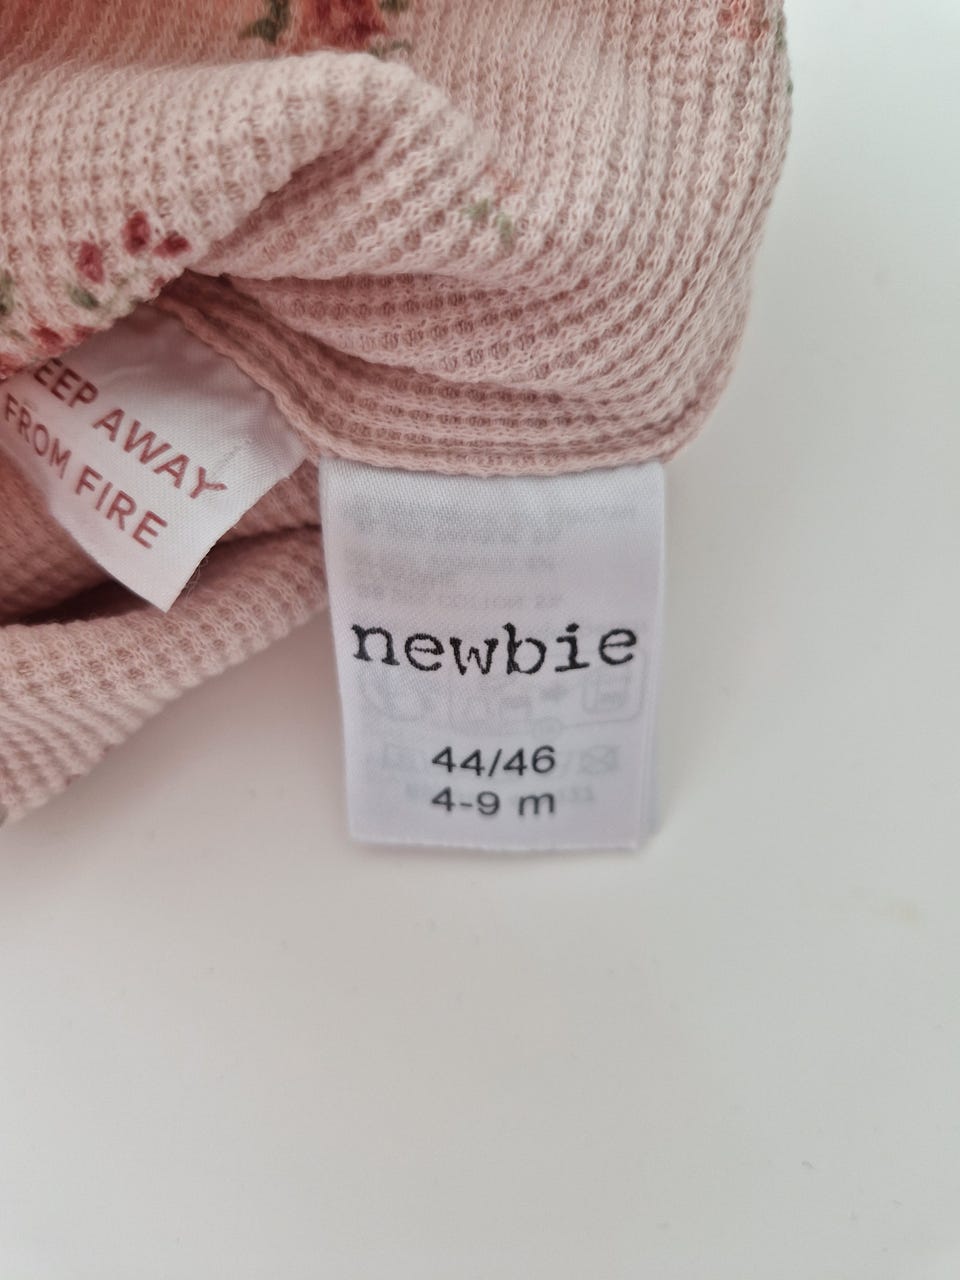 EEP AWAY
FROM FIRE
newbie
44/46
4-9 m